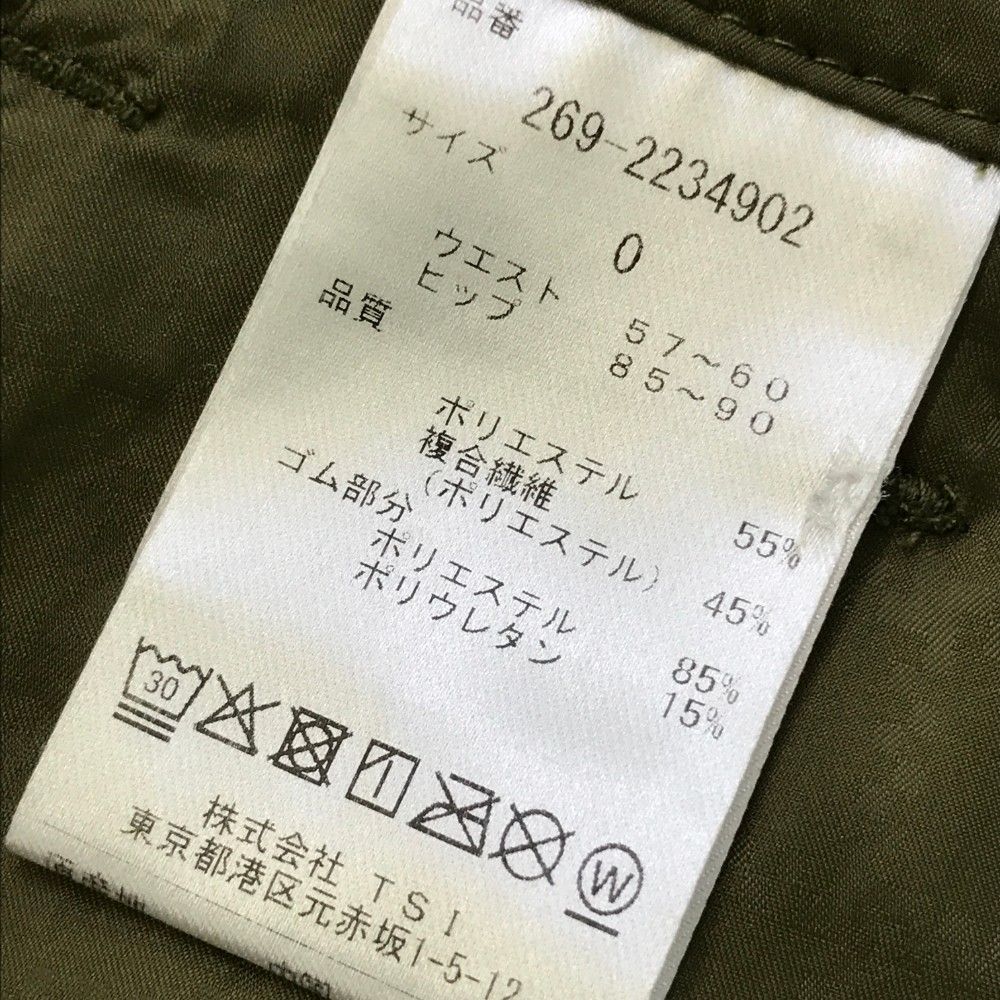 品番
269-2234902
サイズ
0
ウエスト 57～60
ヒップ 85～90
品質
ポリエステル 55%
複合繊維
(ポリエステル) 45%
ゴム部分
ポリエステル 85%
ポリウレタン 15%
30
W
株式会社 TSI
東京都港区元赤坂1-5-12